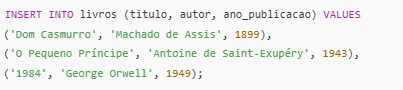 INSERT INTO livros (titulo, autor, ano_publicacao) VALUES
('Dom Casmurro', 'Machado de Assis', 1899),
('O Pequeno Príncipe', 'Antoine de Saint-Exupéry', 1943),
('1984', 'George Orwell', 1949);